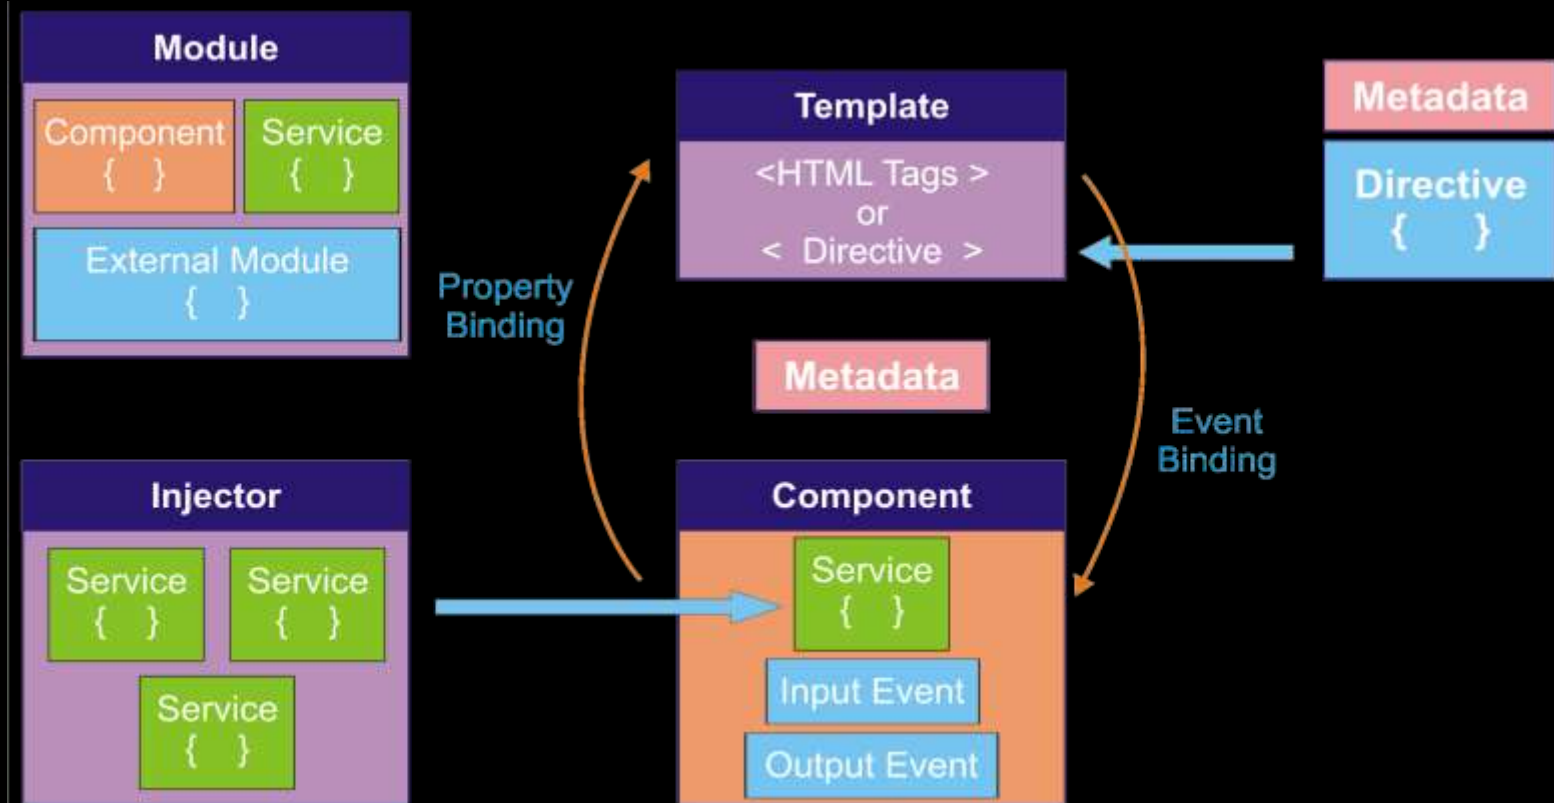 Module
Component
{ }
Service
{ }
External Module
{ }
Template
<HTML Tags >
or
< Directive >
Metadata
Directive
{ }
Property
Binding
Metadata
Event
Binding
Injector
Service
{ }
Service
{ }
Service
{ }
Component
Service
{ }
Input Event
Output Event